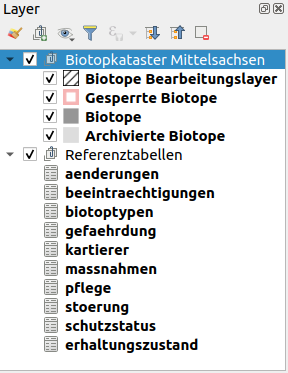 Layer
Biotopkataster Mittelsachsen
Biotope Bearbeitungslayer
Gesperrte Biotope
Biotope
Archivierte Biotope
Referenztabellen
aenderungen
beeintraechtigungen
biotoptypen
gefaehrdung
kartierer
massnahmen
pflege
stoerung
schutzstatus
erhaltungszustand